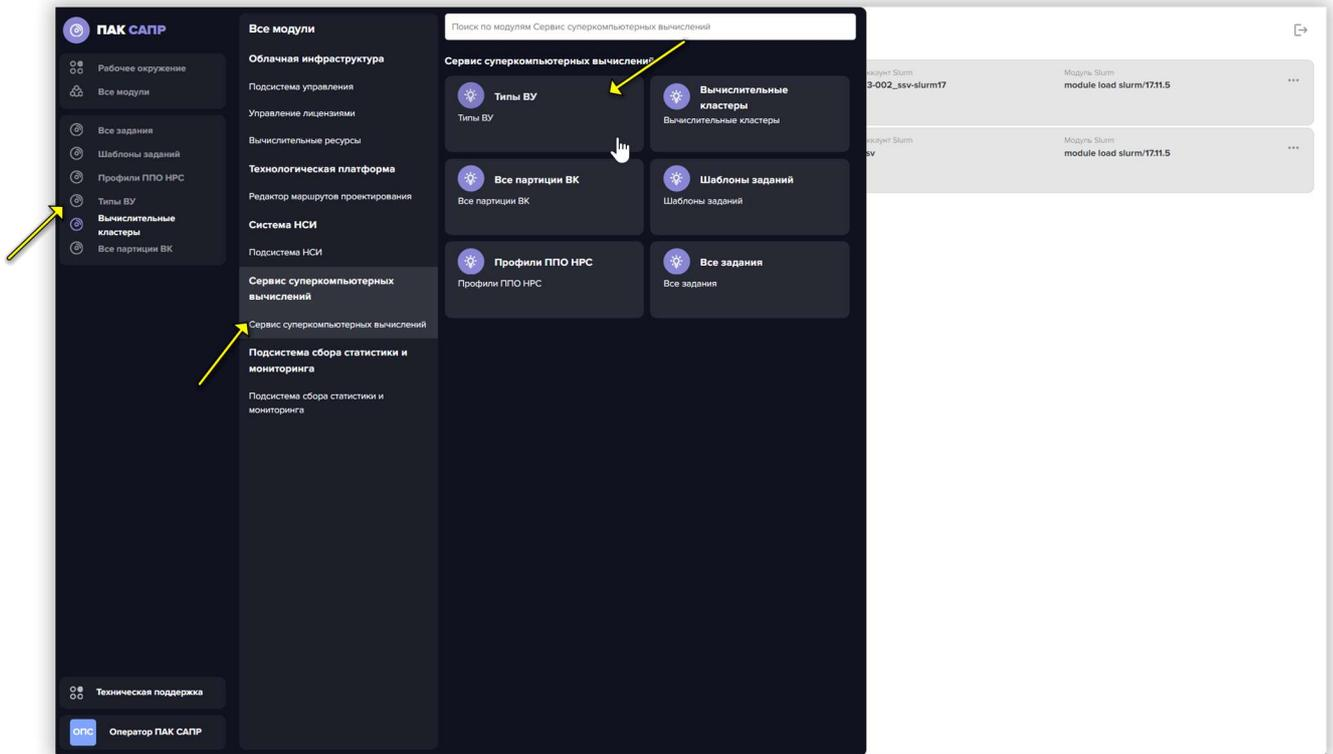 ПАК САПР
Рабочее окружение
Все модули
Все задания
Шаблоны заданий
Профили ППО HPC
Типы ВУ
Вычислительные
кластеры
Все партиции ВК
Техническая поддержка
ОПС
Оператор ПАК САПР
Все модули
Облачная инфраструктура
Подсистема управления
Управление лицензиями
Вычислительные ресурсы
Технологическая платформа
Редактор маршрутов проектирования
Система НСИ
Подсистема НСИ
Сервис суперкомпьютерных
вычислений
Сервис суперкомпьютерных вычислений
Подсистема сбора статистики и
мониторинга
Подсистема сбора статистики и
мониторинга
Поиск по модулям Сервис суперкомпьютерных вычислений
Сервис суперкомпьютерных вычислений
Типы ВУ
Типы ВУ
Вычислительные
кластеры
Вычислительные кластеры
Все партиции ВК
Все партиции ВК
Шаблоны заданий
Шаблоны заданий
Профили ППО HPC
Профили ППО HPC
Все задания
Все задания
Slurm
3-002_ssv-slurm17
Модуль Slurm
module load slurm/17.11.5
Slurm
sv
Модуль Slurm
module load slurm/17.11.5